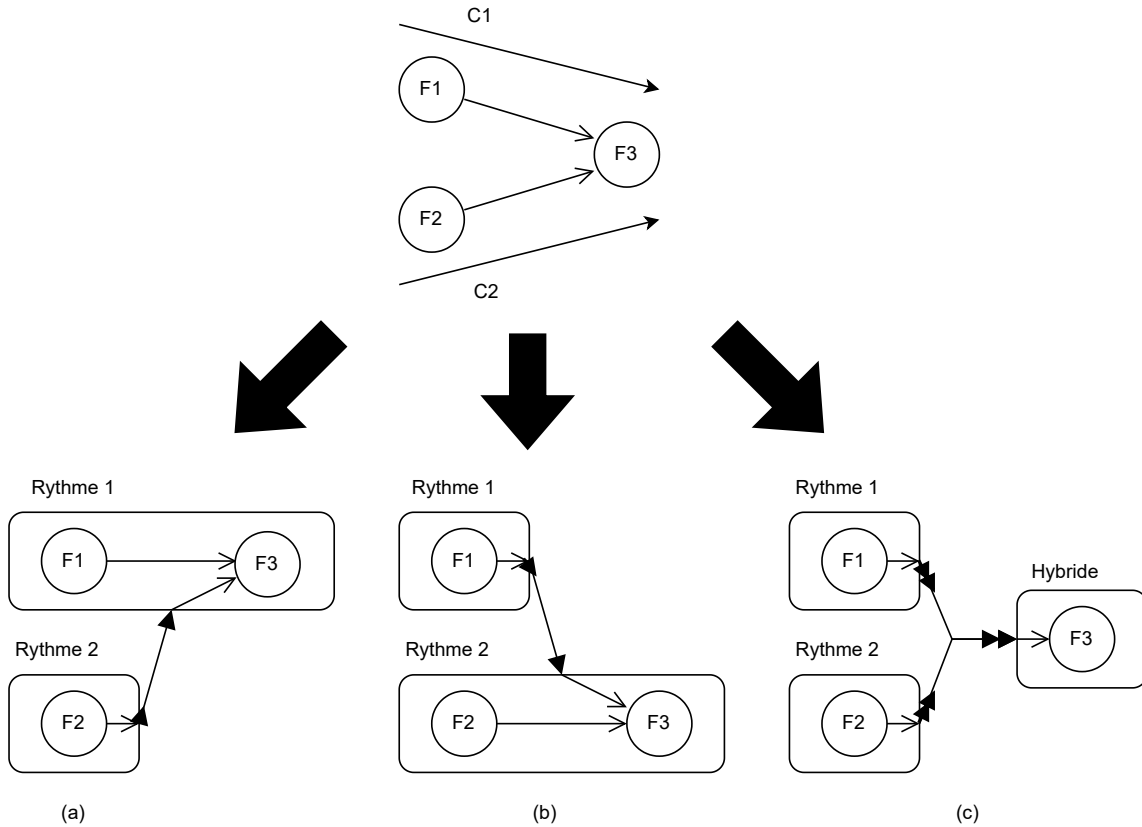 C1
F1
F3
F2
C2
Rythme 1
F1
F3
Rythme 2
F2
(a)
Rythme 1
F1
Rythme 2
F2
F3
(b)
Rythme 1
F1
Hybride
F3
Rythme 2
F2
(c)